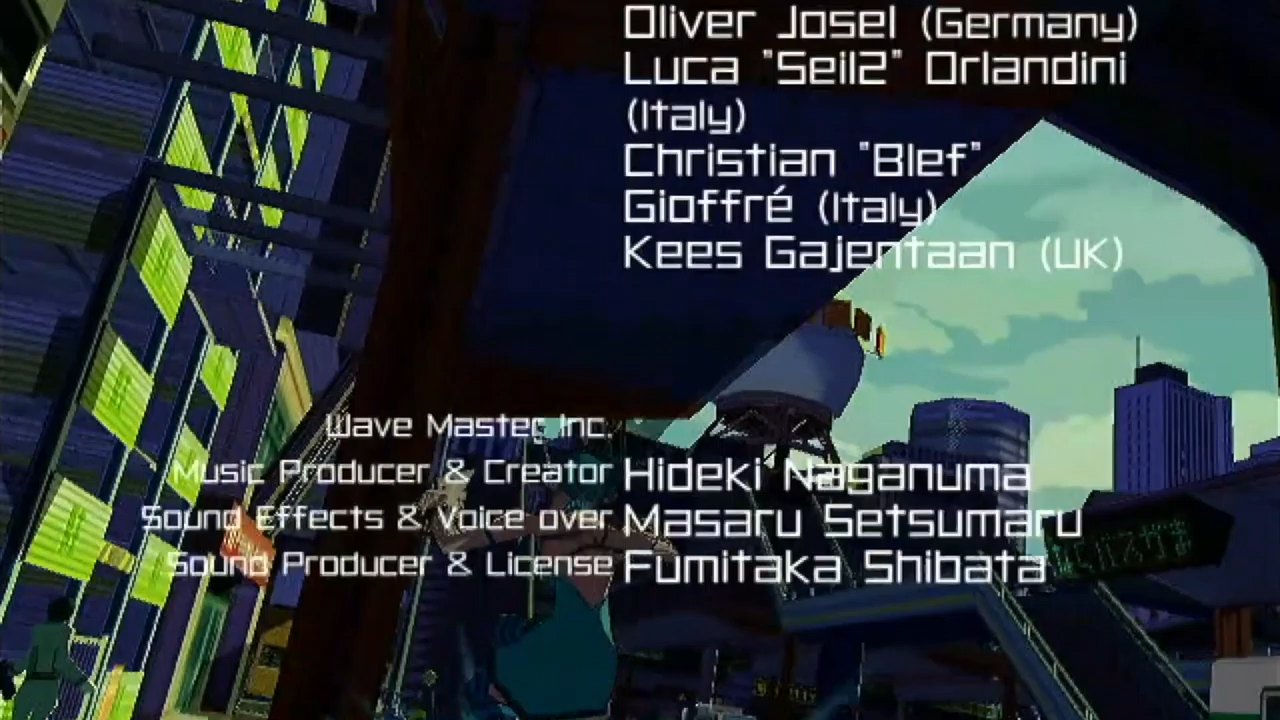 Oliver Josel (Germany)
Luca "Seil2" Orlandini
(Italy)
Christian "Blef"
Gioffré (Italy)
Kees Gajentaan (UK)
Wave Master Inc.
Music Producer & Creator Hideki Naganuma
Sound Effects & Voice over Masaru Setsumaru
Sound Producer & License Fumitaka Shibata